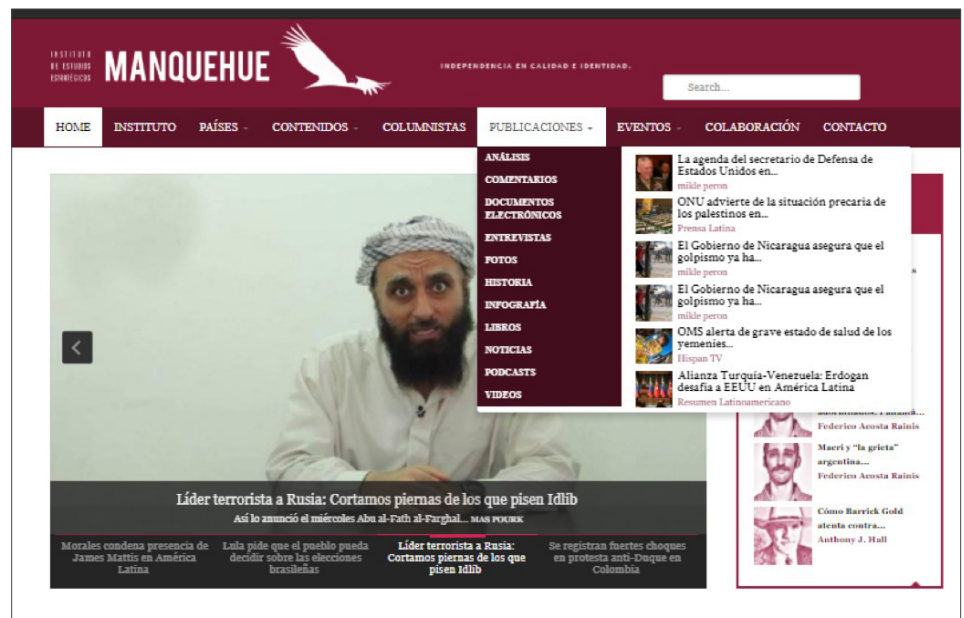 INSTITUTO
DE ESTUDIOS
ESTRATÉGICOS
MANQUEHUE
INDEPENDENCIA EN CALIDAD E IDENTIDAD.
Search...
HOME
INSTITUTO
PAÍSES
CONTENIDOS
COLUMNISTAS
PUBLICACIONES
EVENTOS
COLABORACIÓN
CONTACTO
ANÁLISIS
COMENTARIOS
DOCUMENTOS
ELECTRÓNICOS
ENTREVISTAS
FOTOS
HISTORIA
INFOGRAFÍA
LIBROS
NOTICIAS
PODCASTS
VIDEOS
La agenda del secretario de Defensa de
Estados Unidos en...
mikle peron
ONU advierte de la situación precaria de
los palestinos en...
Prensa Latina
El Gobierno de Nicaragua asegura que el
golpismo ya ha...
mikle peron
El Gobierno de Nicaragua asegura que el
golpismo ya ha...
mikle peron
OMS alerta de grave estado de salud de los
yemeníes...
Hispan TV
Alianza Turquía-Venezuela: Erdogan
desafía a EEUU en América Latina
Resumen Latinoamericano
Federico Acosta Rainis
Macri y “la grieta”
argentina...
Federico Acosta Rainis
Cómo Barrick Gold
atenta contra...
Anthony J. Hall
Líder terrorista a Rusia: Cortamos piernas de los que pisen Idlib
Así lo anunció el miércoles Abu al-Fath al-Farghal... MAS POURK
Morales condena presencia de
James Mattis en América
Latina
Lula pide que el pueblo pueda
decidir sobre las elecciones
brasileñas
Líder terrorista a Rusia:
Cortamos piernas de los que
pisen Idlib
Se registran fuertes choques
en protesta anti-Duque en
Colombia